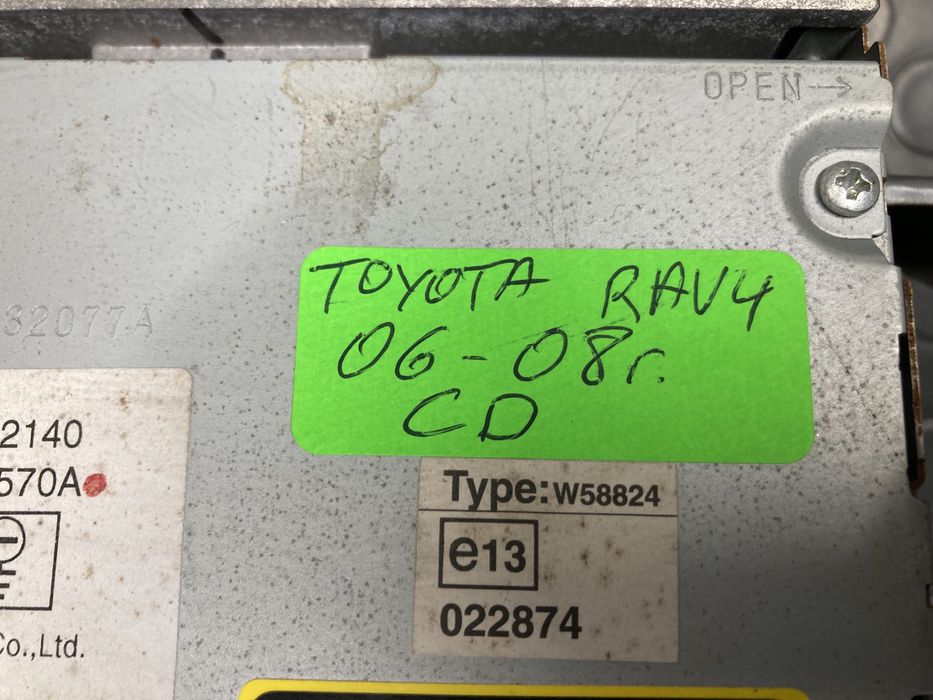 OPEN→
TOYOTA RAV4
06-08г.
CD
32077A
2140
570A
Co.,Ltd.
Type:W58824
e13
022874